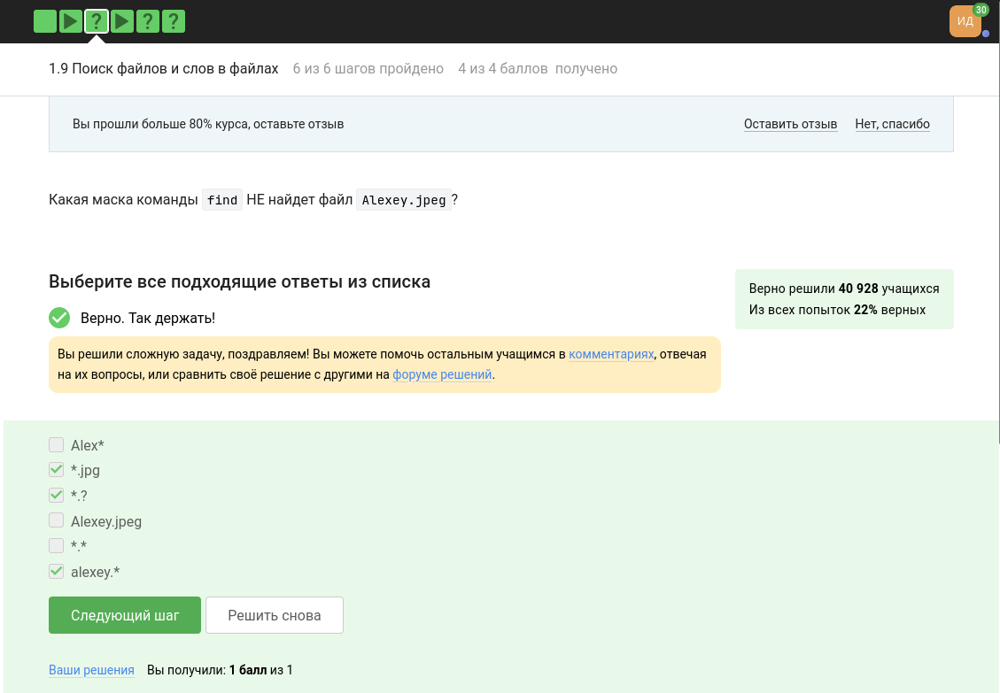 ? ? ?
ИД 30
1.9 Поиск файлов и слов в файлах 6 из 6 шагов пройдено 4 из 4 баллов получено
Вы прошли больше 80% курса, оставьте отзыв Оставить отзыв Нет, спасибо
Какая маска команды find НЕ найдет файл Alexey.jpeg?
Выберите все подходящие ответы из списка
Верно решили 40 928 учащихся
Из всех попыток 22% верных
Верно. Так держать!
Вы решили сложную задачу, поздравляем! Вы можете помочь остальным учащимся в комментариях, отвечая
на их вопросы, или сравнить своё решение с другими на форуме решений.
Alex*
*.jpg
*.?
Alexey.jpeg
*.*
alexey.*
Следующий шаг Решить снова
Ваши решения Вы получили: 1 балл из 1